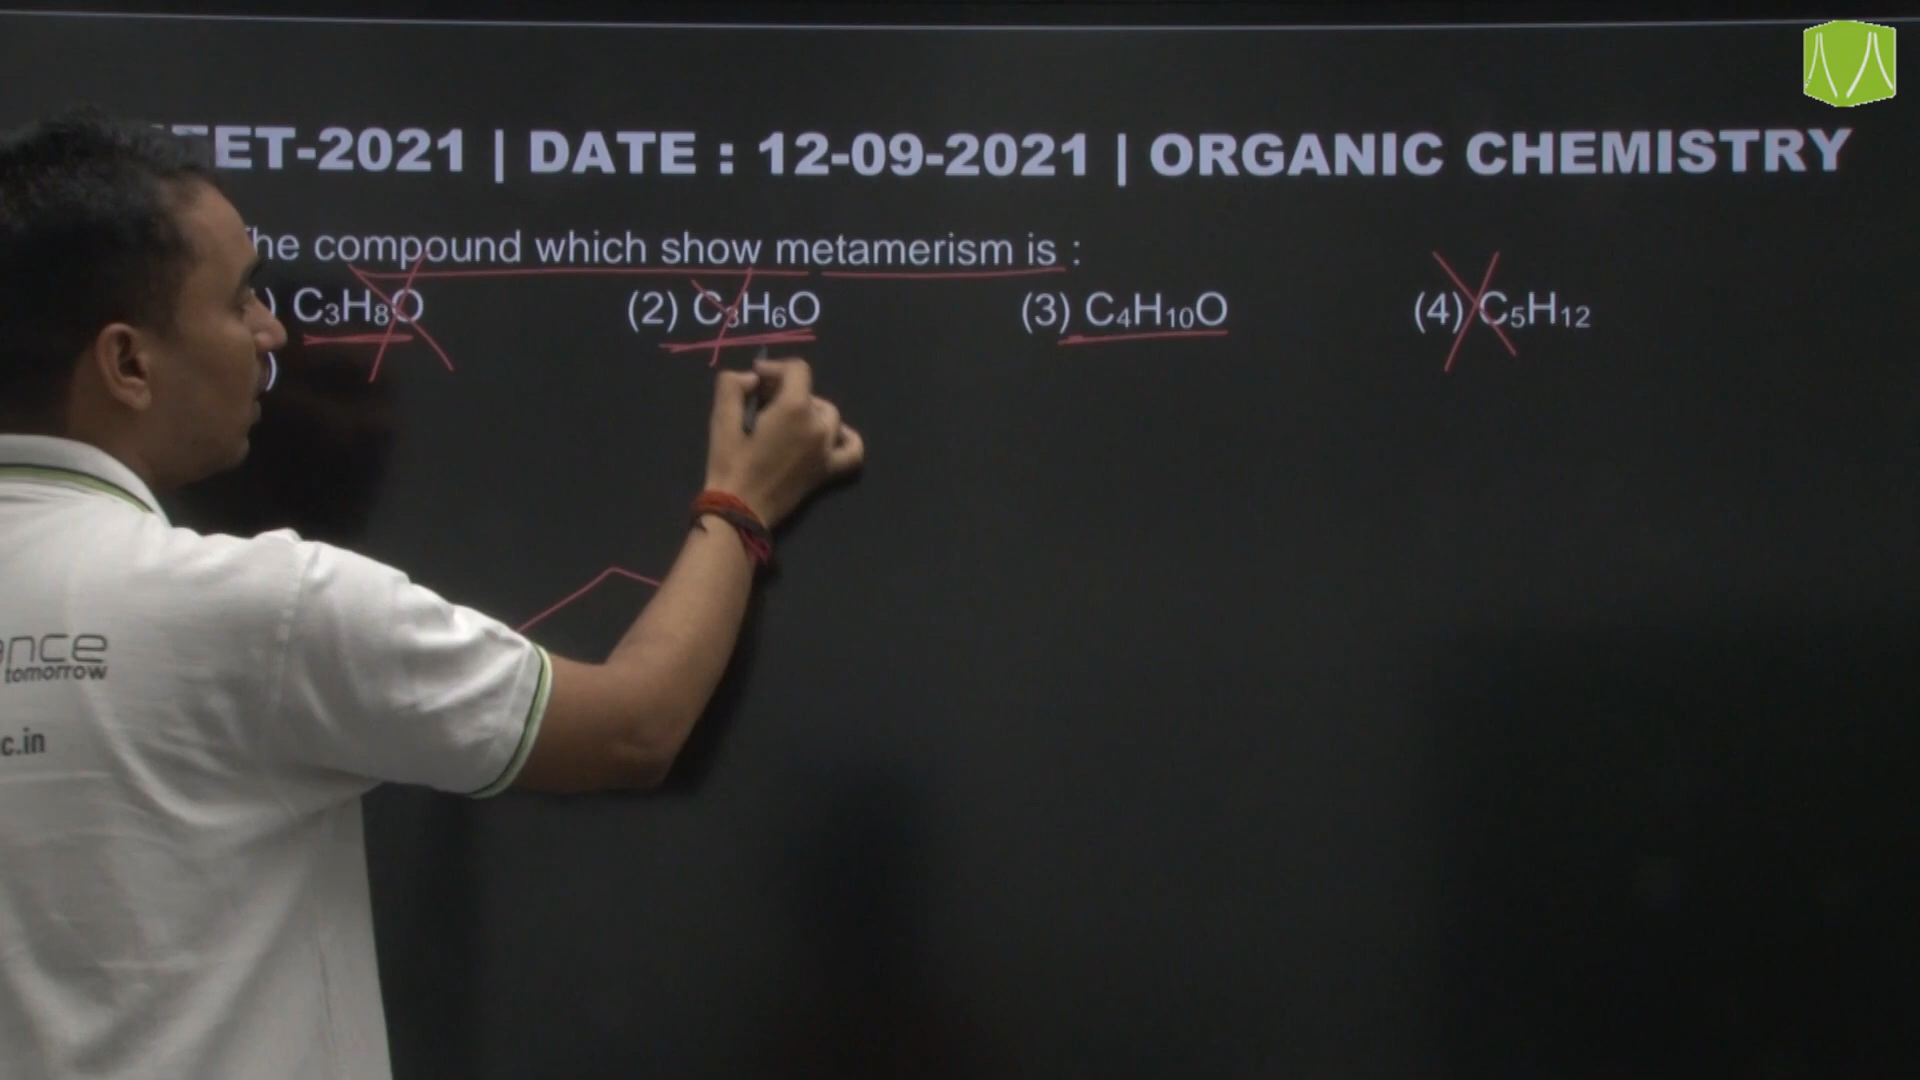 EET-2021 | DATE : 12-09-2021 | ORGANIC CHEMISTRY
he compound which show metamerism is :
) C₃H₈O (2) C₃H₆O (3) C₄H₁₀O (4) C₅H₁₂
)
nce
tomorrow
c.in